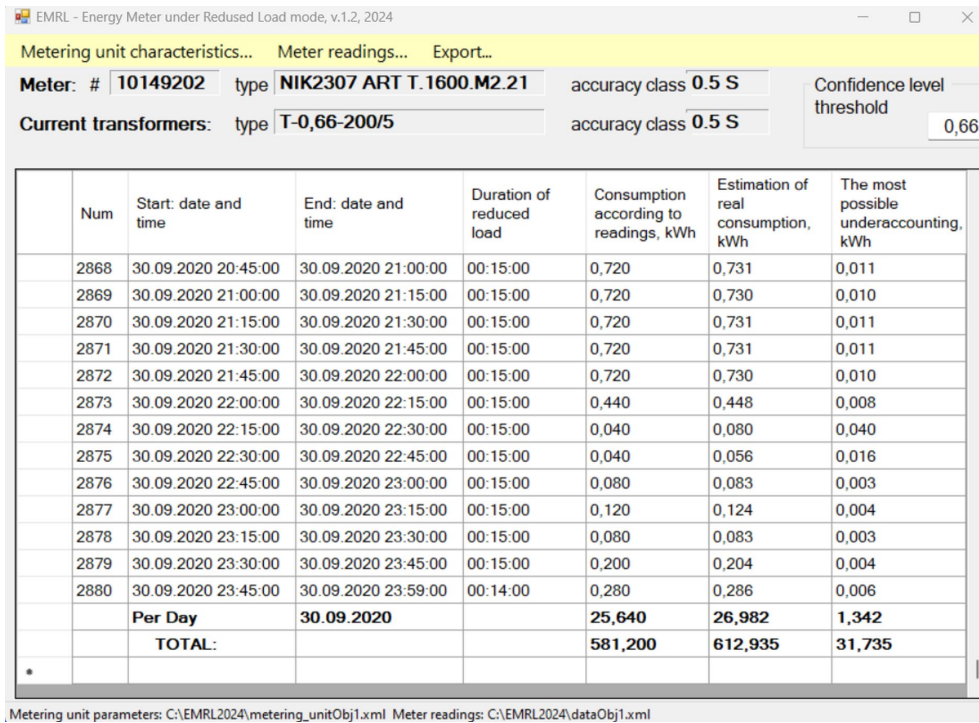 EMRL - Energy Meter under Redused Load mode, v.1.2, 2024
Metering unit characteristics... Meter readings... Export...
Meter: # 10149202 type NIK2307 ART T.1600.M2.21 accuracy class 0.5 S Confidence level
threshold
Current transformers: type T-0,66-200/5 accuracy class 0.5 S 0,66
Num Start: date and time End: date and time Duration of reduced load Consumption according to readings, kWh Estimation of real consumption, kWh The most possible underaccounting, kWh
2868 30.09.2020 20:45:00 30.09.2020 21:00:00 00:15:00 0,720 0,731 0,011
2869 30.09.2020 21:00:00 30.09.2020 21:15:00 00:15:00 0,720 0,730 0,010
2870 30.09.2020 21:15:00 30.09.2020 21:30:00 00:15:00 0,720 0,731 0,011
2871 30.09.2020 21:30:00 30.09.2020 21:45:00 00:15:00 0,720 0,731 0,011
2872 30.09.2020 21:45:00 30.09.2020 22:00:00 00:15:00 0,720 0,730 0,010
2873 30.09.2020 22:00:00 30.09.2020 22:15:00 00:15:00 0,440 0,448 0,008
2874 30.09.2020 22:15:00 30.09.2020 22:30:00 00:15:00 0,040 0,080 0,040
2875 30.09.2020 22:30:00 30.09.2020 22:45:00 00:15:00 0,040 0,056 0,016
2876 30.09.2020 22:45:00 30.09.2020 23:00:00 00:15:00 0,080 0,083 0,003
2877 30.09.2020 23:00:00 30.09.2020 23:15:00 00:15:00 0,120 0,124 0,004
2878 30.09.2020 23:15:00 30.09.2020 23:30:00 00:15:00 0,080 0,083 0,003
2879 30.09.2020 23:30:00 30.09.2020 23:45:00 00:15:00 0,200 0,204 0,004
2880 30.09.2020 23:45:00 30.09.2020 23:59:00 00:14:00 0,280 0,286 0,006
Per Day 30.09.2020 25,640 26,982 1,342
TOTAL: 581,200 612,935 31,735
Metering unit parameters: C:\EMRL2024\metering_unitObj1.xml Meter readings: C:\EMRL2024\dataObj1.xml